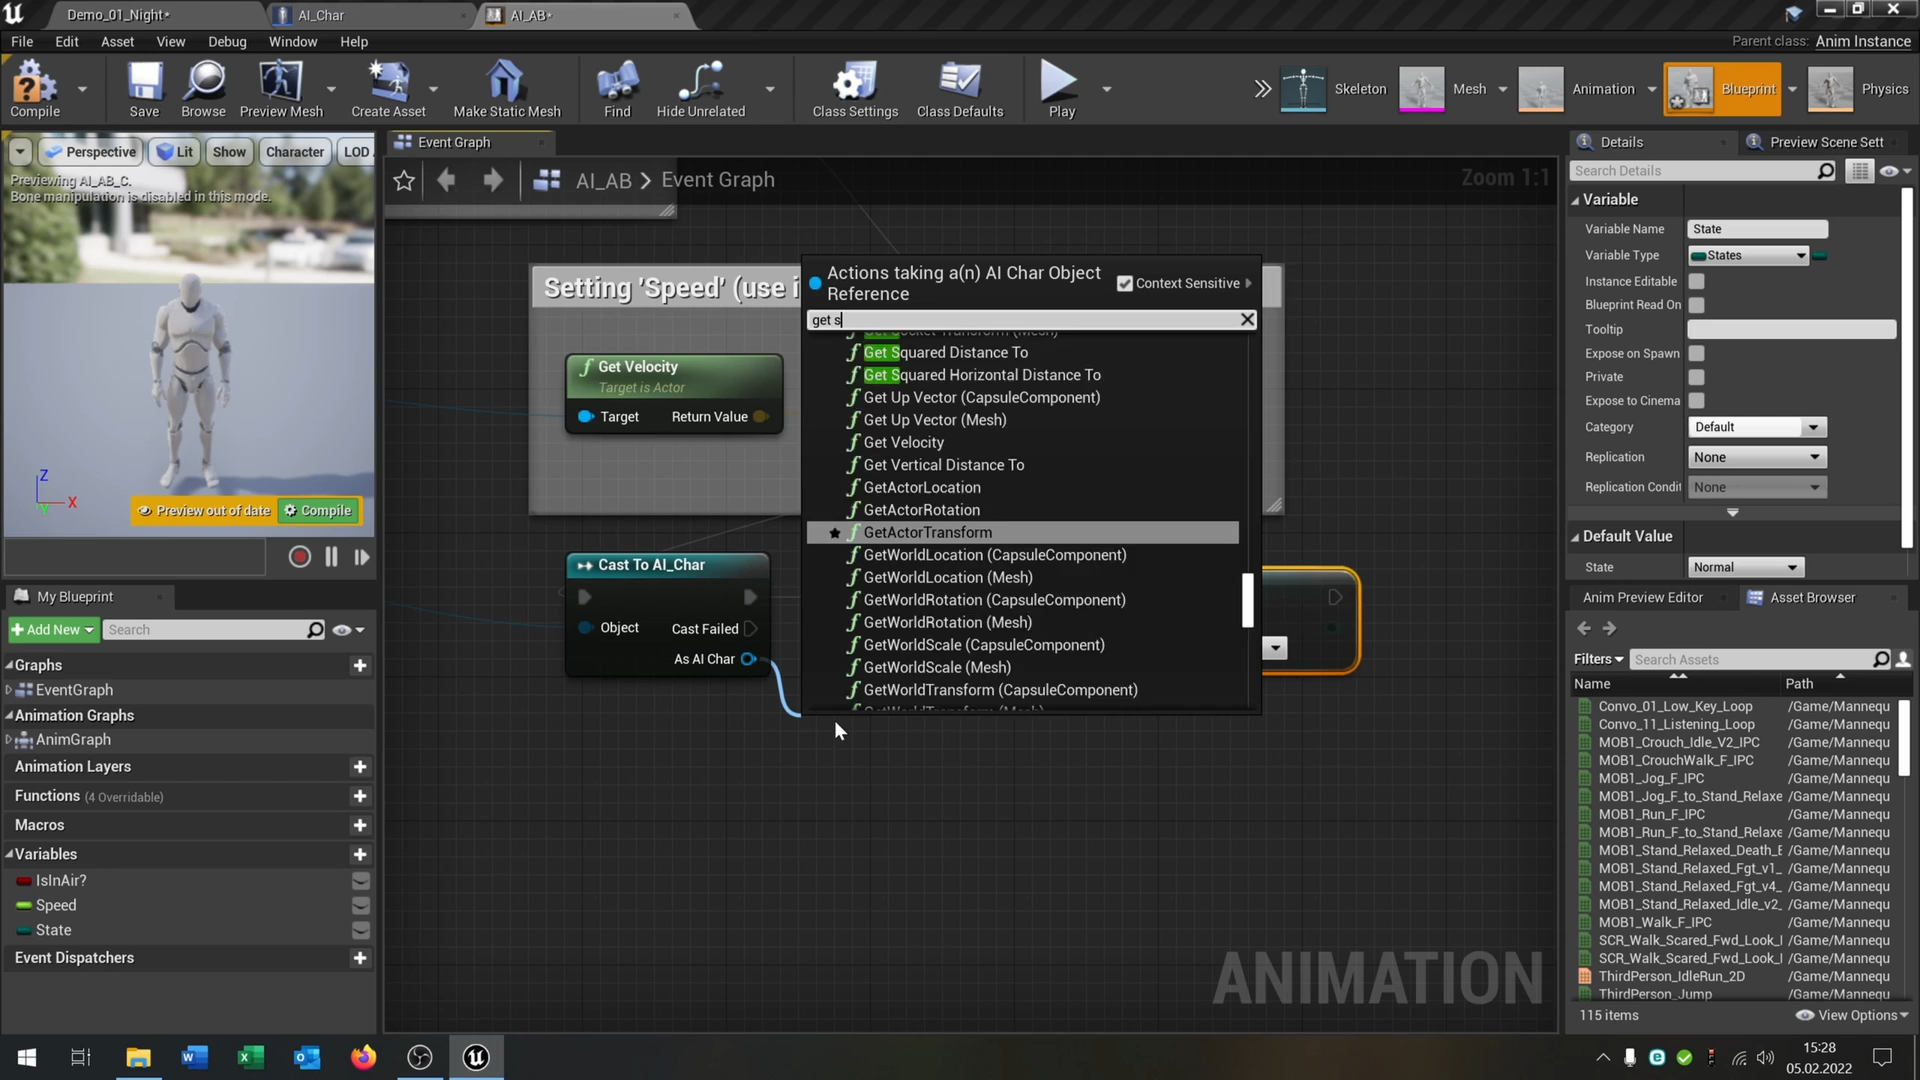 Demo_01_Night*
AI_Char
AI_AB*
File
Edit
Asset
View
Debug
Window
Help
Parent class: Anim Instance
Compile
Save
Browse
Preview Mesh
Create Asset
Make Static Mesh
Find
Hide Unrelated
Class Settings
Class Defaults
Play
Skeleton
Mesh
Animation
Blueprint
Physics
Perspective
Lit
Show
Character
LOD
Previewing AI_AB_C.
Bone manipulation is disabled in this mode.
Z
X
Y
Preview out of date
Compile
Event Graph
AI_AB > Event Graph
Zoom 1:1
Setting 'Speed' (use i
Get Velocity
Target is Actor
Target
Return Value
Cast To AI_Char
Object
Cast Failed
As AI Char
Actions taking a(n) AI Char Object
Reference
Context Sensitive
get s
Get Socket Transform (Mesh)
Get Squared Distance To
Get Squared Horizontal Distance To
Get Up Vector (CapsuleComponent)
Get Up Vector (Mesh)
Get Velocity
Get Vertical Distance To
GetActorLocation
GetActorRotation
GetActorTransform
GetWorldLocation (CapsuleComponent)
GetWorldLocation (Mesh)
GetWorldRotation (CapsuleComponent)
GetWorldRotation (Mesh)
GetWorldScale (CapsuleComponent)
GetWorldScale (Mesh)
GetWorldTransform (CapsuleComponent)
GetWorldTransform (Mesh)
ANIMATION
My Blueprint
Add New
Search
Graphs
EventGraph
Animation Graphs
AnimGraph
Animation Layers
Functions (4 Overridable)
Macros
Variables
IsInAir?
Speed
State
Event Dispatchers
Details
Preview Scene Sett
Search Details
Variable
Variable Name
State
Variable Type
States
Instance Editable
Blueprint Read On
Tooltip
Expose on Spawn
Private
Expose to Cinema
Category
Default
Replication
None
Replication Condit
None
Default Value
State
Normal
Anim Preview Editor
Asset Browser
Filters
Search Assets
Name
Path
Convo_01_Low_Key_Loop /Game/Mannequ
Convo_11_Listening_Loop /Game/Mannequ
MOB1_Crouch_Idle_V2_IPC /Game/Mannequ
MOB1_CrouchWalk_F_IPC /Game/Mannequ
MOB1_Jog_F_IPC /Game/Mannequ
MOB1_Jog_F_to_Stand_Relaxe /Game/Mannequ
MOB1_Run_F_IPC /Game/Mannequ
MOB1_Run_F_to_Stand_Relaxe /Game/Mannequ
MOB1_Stand_Relaxed_Death_E /Game/Mannequ
MOB1_Stand_Relaxed_Fgt_v1_ /Game/Mannequ
MOB1_Stand_Relaxed_Fgt_v4_ /Game/Mannequ
MOB1_Stand_Relaxed_Idle_v2_ /Game/Mannequ
MOB1_Walk_F_IPC /Game/Mannequ
SCR_Walk_Scared_Fwd_Look_I /Game/Mannequ
SCR_Walk_Scared_Fwd_Look_I /Game/Mannequ
ThirdPerson_IdleRun_2D /Game/Mannequ
ThirdPerson_Jump /Game/Mannequ
115 items
View Options
15:28
05.02.2022